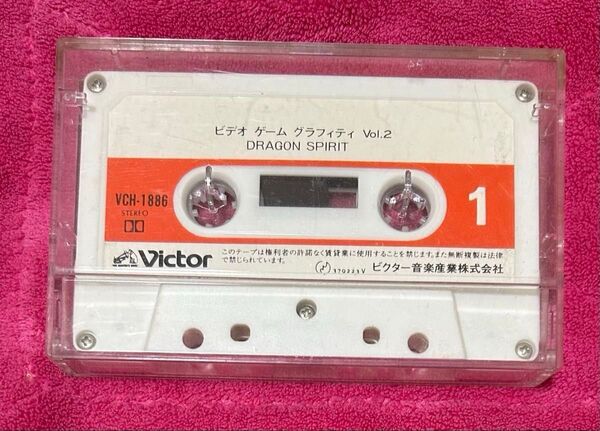 ビデオ ゲーム グラフィティ Vol.2
DRAGON SPIRIT
VCH-1886
STEREO
1
Victor
このテープは権利者の許諾なく賃貸業に使用することを禁じます。また無断複製は法律
で禁じられています。
ビクター音楽産業株式会社